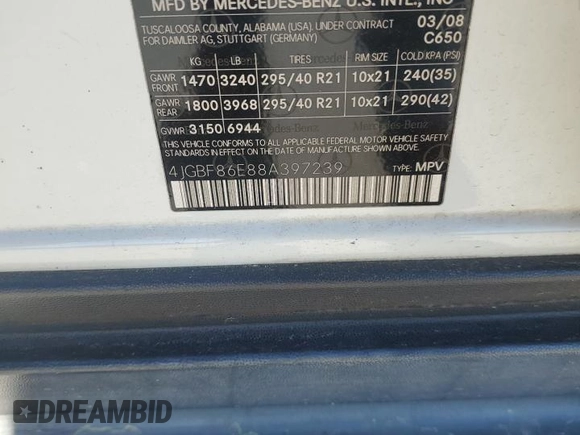 MFD BY MERCEDES-BENZ U.S. INTL., INC
TUSCALOOSA COUNTY, ALABAMA (USA), UNDER CONTRACT 03/08
FOR DAIMLER AG, STUTTGART (GERMANY) C650
KG LB TIRES RIM SIZE COLD KPA (PSI)
GAWR FRONT 1470 3240 295/40 R21 10x21 240(35)
GAWR REAR 1800 3968 295/40 R21 10x21 290(42)
GVWR: 3150 6944
THIS VEHICLE CONFORMS TO ALL APPLICABLE FEDERAL MOTOR VEHICLE SAFETY
STANDARDS IN EFFECT ON THE DATE OF MANUFACTURE SHOWN ABOVE.
4JGBF86E88A397239 TYPE: MPV
DREAMBID